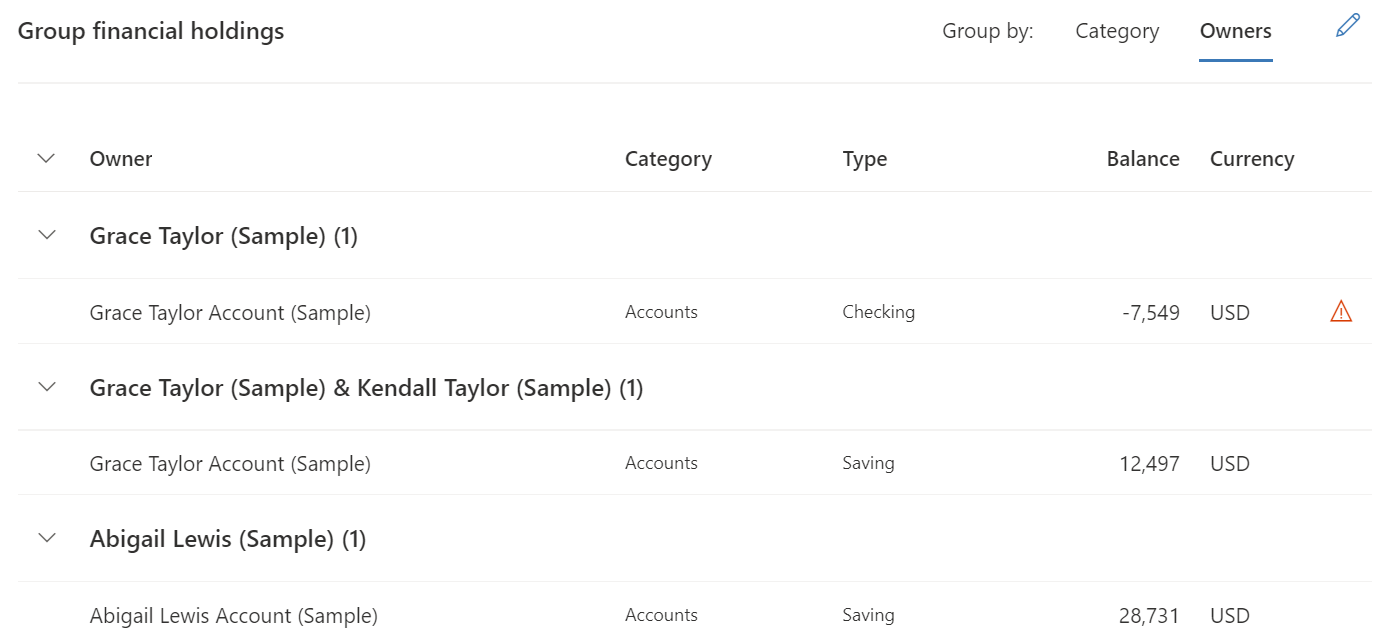 Group financial holdings Group by: Category Owners
Owner Category Type Balance Currency
Grace Taylor (Sample) (1)
Grace Taylor Account (Sample) Accounts Checking -7,549 USD
Grace Taylor (Sample) & Kendall Taylor (Sample) (1)
Grace Taylor Account (Sample) Accounts Saving 12,497 USD
Abigail Lewis (Sample) (1)
Abigail Lewis Account (Sample) Accounts Saving 28,731 USD